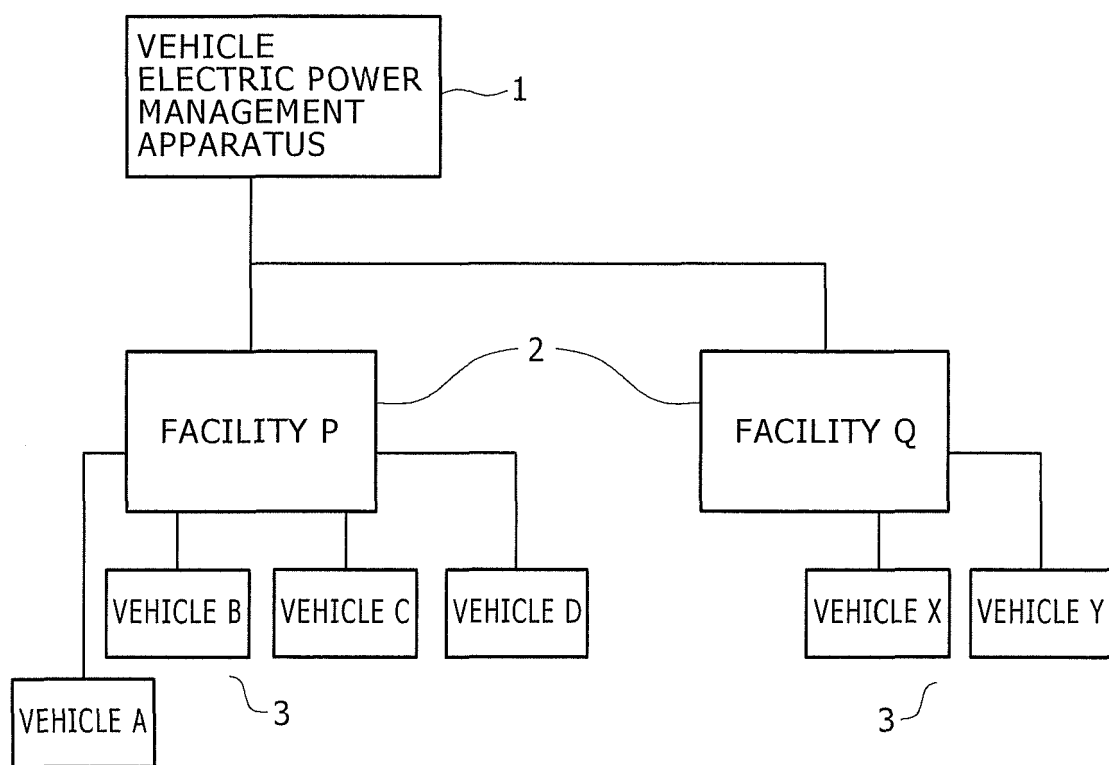 VEHICLE
ELECTRIC POWER
MANAGEMENT
APPARATUS
1
2
FACILITY P
FACILITY Q
VEHICLE B
VEHICLE C
VEHICLE D
VEHICLE X
VEHICLE Y
VEHICLE A
3
3